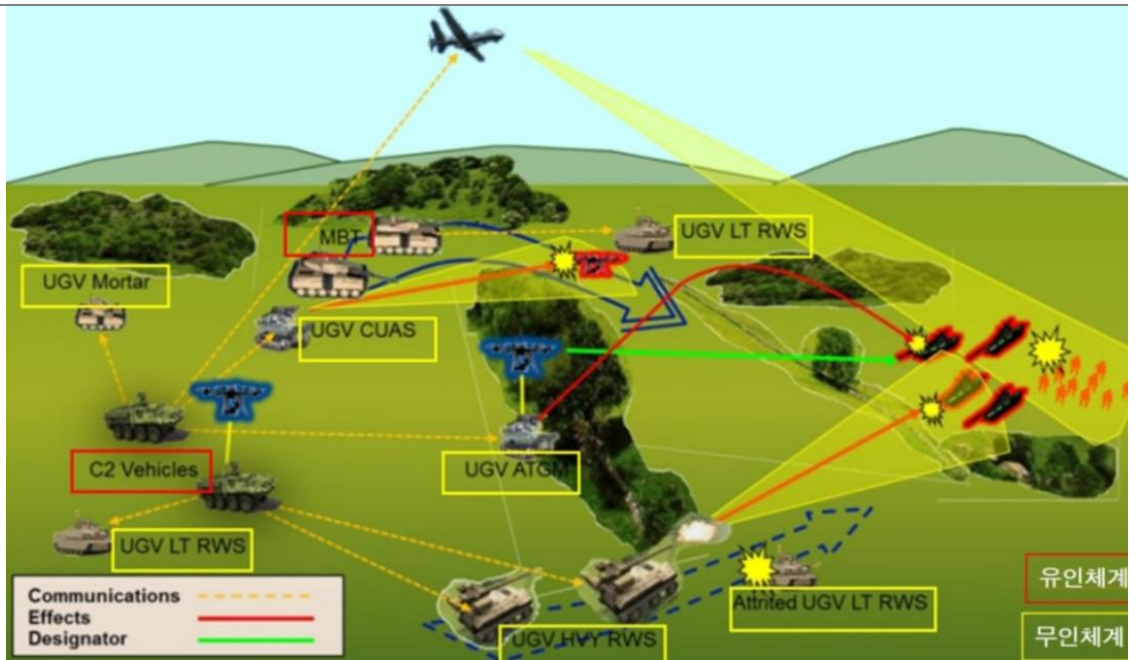 MBT
UGV LT RWS
UGV Mortar
UGV CUAS
C2 Vehicles
UGV ATGM
UGV LT RWS
Attrited UGV LT RWS
UGV HVY RWS
Communications
Effects
Designator
유인체계
무인체계